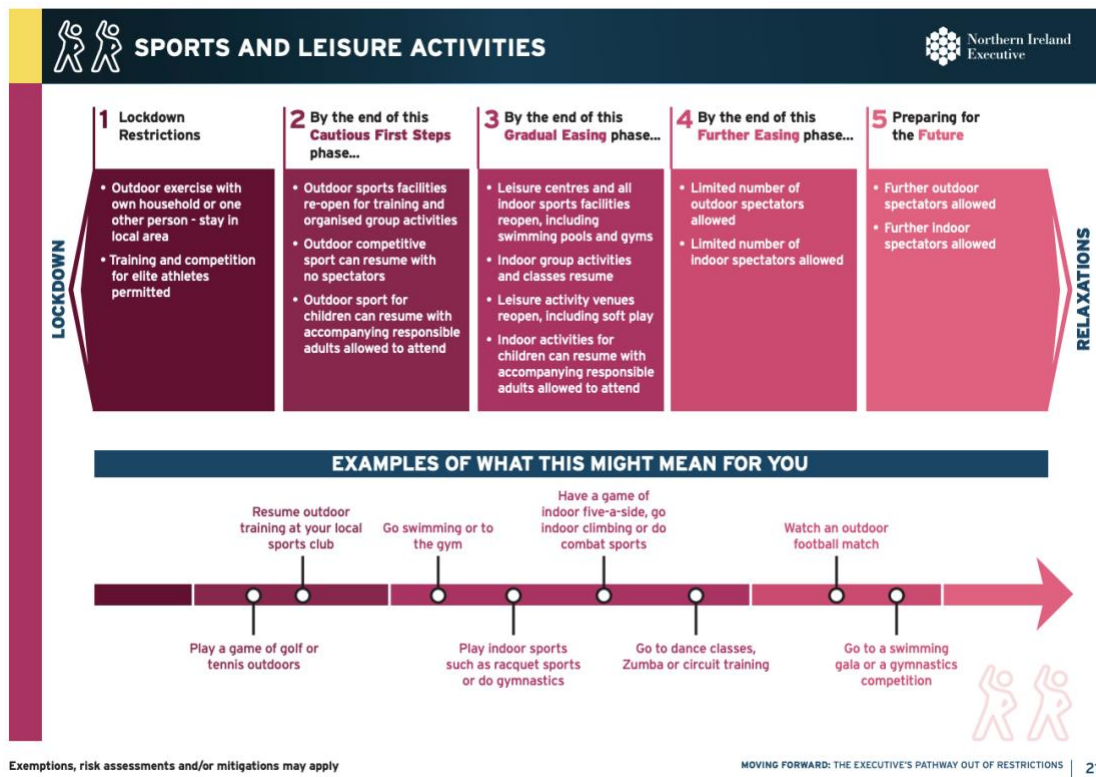 SPORTS AND LEISURE ACTIVITIES
Northern Ireland
Executive
LOCKDOWN
1 Lockdown
Restrictions
• Outdoor exercise with
own household or one
other person - stay in
local area
• Training and competition
for elite athletes
permitted
2 By the end of this
Cautious First Steps
phase...
• Outdoor sports facilities
re-open for training and
organised group activities
• Outdoor competitive
sport can resume with
no spectators
• Outdoor sport for
children can resume with
accompanying responsible
adults allowed to attend
3 By the end of this
Gradual Easing phase...
• Leisure centres and all
indoor sports facilities
reopen, including
swimming pools and gyms
• Indoor group activities
and classes resume
• Leisure activity venues
reopen, including soft play
• Indoor activities for
children can resume with
accompanying responsible
adults allowed to attend
4 By the end of this
Further Easing phase...
• Limited number of
outdoor spectators
allowed
• Limited number of
indoor spectators allowed
5 Preparing for
the Future
• Further outdoor
spectators allowed
• Further indoor
spectators allowed
RELAXATIONS
EXAMPLES OF WHAT THIS MIGHT MEAN FOR YOU
Resume outdoor
training at your local
sports club
Go swimming or to
the gym
Have a game of
indoor five-a-side, go
indoor climbing or do
combat sports
Watch an outdoor
football match
Play a game of golf or
tennis outdoors
Play indoor sports
such as racquet sports
or do gymnastics
Go to dance classes,
Zumba or circuit training
Go to a swimming
gala or a gymnastics
competition
Exemptions, risk assessments and/or mitigations may apply
MOVING FORWARD: THE EXECUTIVE'S PATHWAY OUT OF RESTRICTIONS